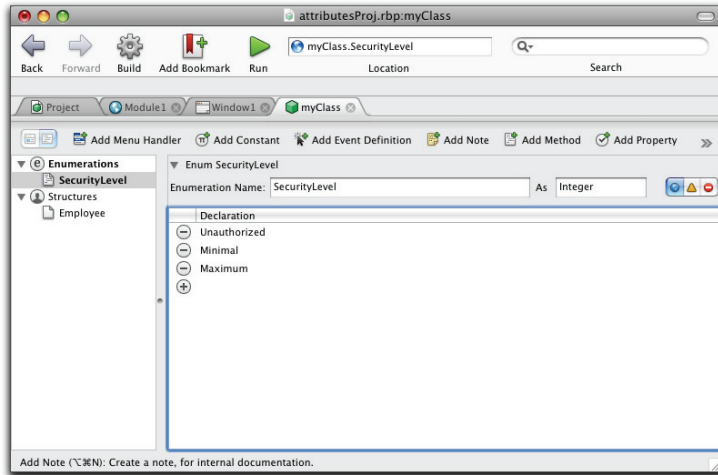 attributesProj.rbp:myClass
myClass.SecurityLevel
Back Forward Build Add Bookmark Run Location Search
Project Module1 Window1 myClass
Add Menu Handler Add Constant Add Event Definition Add Note Add Method Add Property »
Enumerations
SecurityLevel
Structures
Employee
Enum SecurityLevel
Enumeration Name: SecurityLevel As Integer
Declaration
Unauthorized
Minimal
Maximum
Add Note (⌥⌘N): Create a note, for internal documentation.